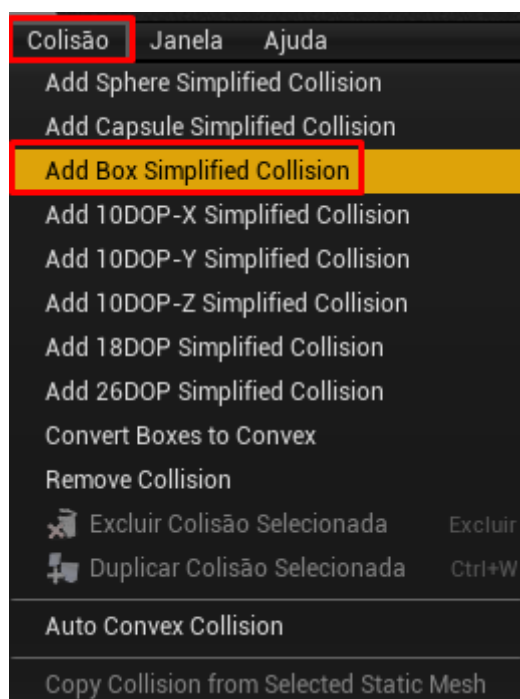 Colisão Janela Ajuda
Add Sphere Simplified Collision
Add Capsule Simplified Collision
Add Box Simplified Collision
Add 10DOP-X Simplified Collision
Add 10DOP-Y Simplified Collision
Add 10DOP-Z Simplified Collision
Add 18DOP Simplified Collision
Add 26DOP Simplified Collision
Convert Boxes to Convex
Remove Collision
Excluir Colisão Selecionada Excluir
Duplicar Colisão Selecionada Ctrl+W
Auto Convex Collision
Copy Collision from Selected Static Mesh